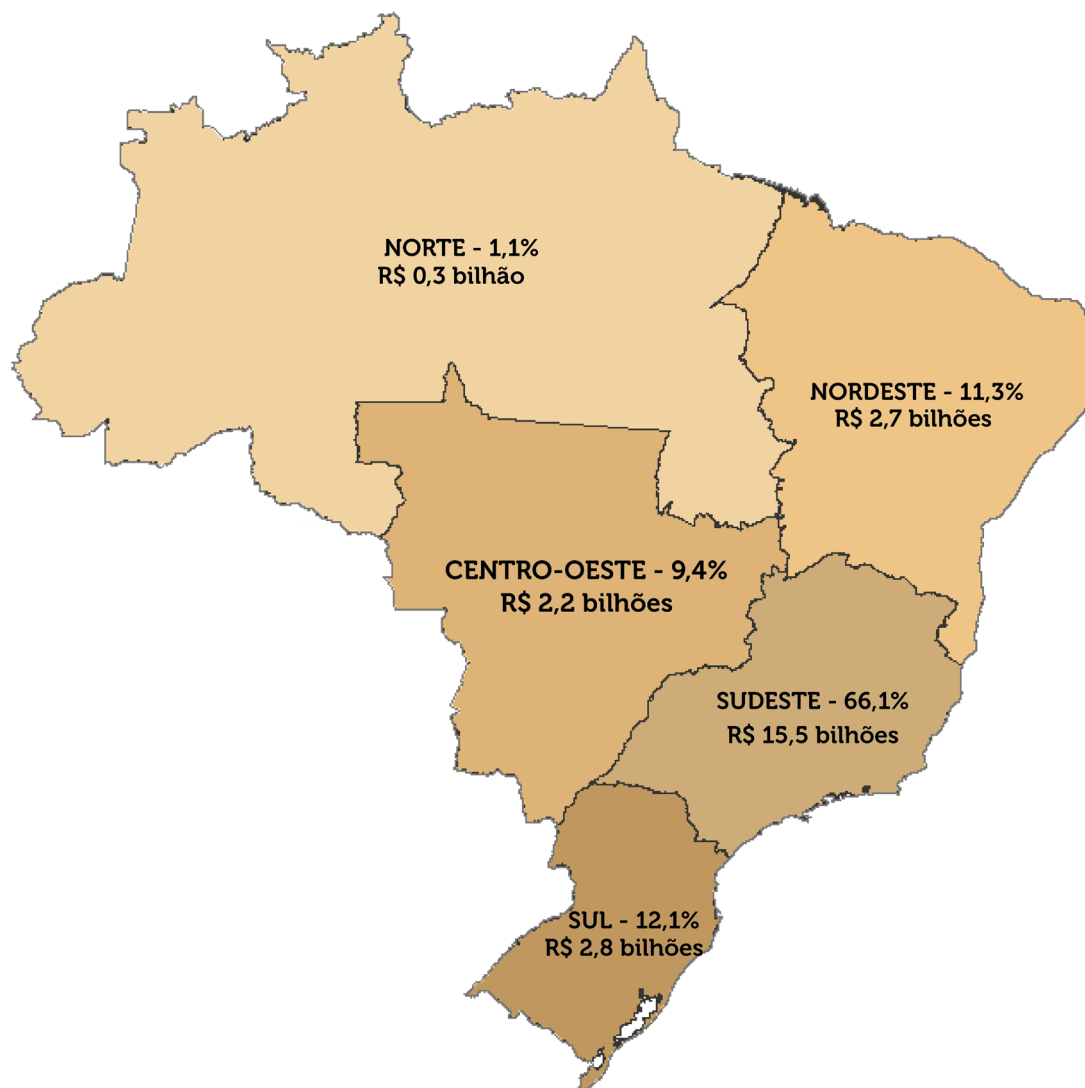 NORTE - 1,1%
R$ 0,3 bilhão
NORDESTE - 11,3%
R$ 2,7 bilhões
CENTRO-OESTE - 9,4%
R$ 2,2 bilhões
SUDESTE - 66,1%
R$ 15,5 bilhões
SUL - 12,1%
R$ 2,8 bilhões